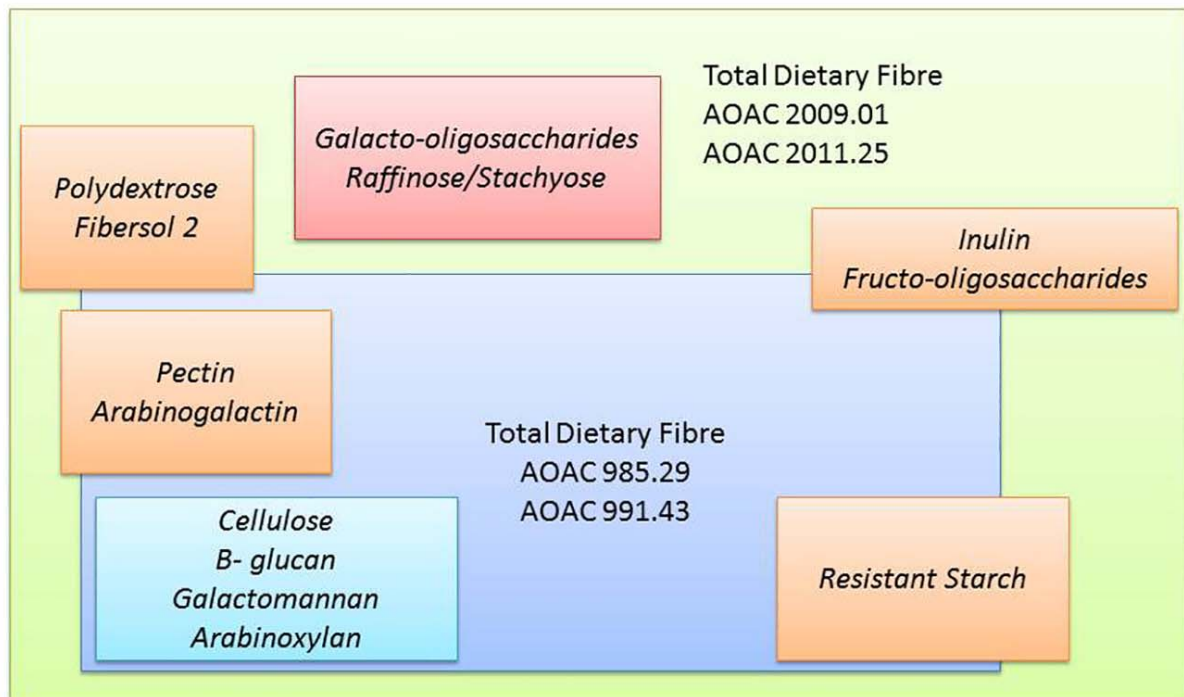 Total Dietary Fibre
AOAC 2009.01
AOAC 2011.25
Galacto-oligosaccharides
Raffinose/Stachyose
Polydextrose
Fibersol 2
Inulin
Fructo-oligosaccharides
Pectin
Arabinogalactin
Total Dietary Fibre
AOAC 985.29
AOAC 991.43
Cellulose
B- glucan
Galactomannan
Arabinoxylan
Resistant Starch